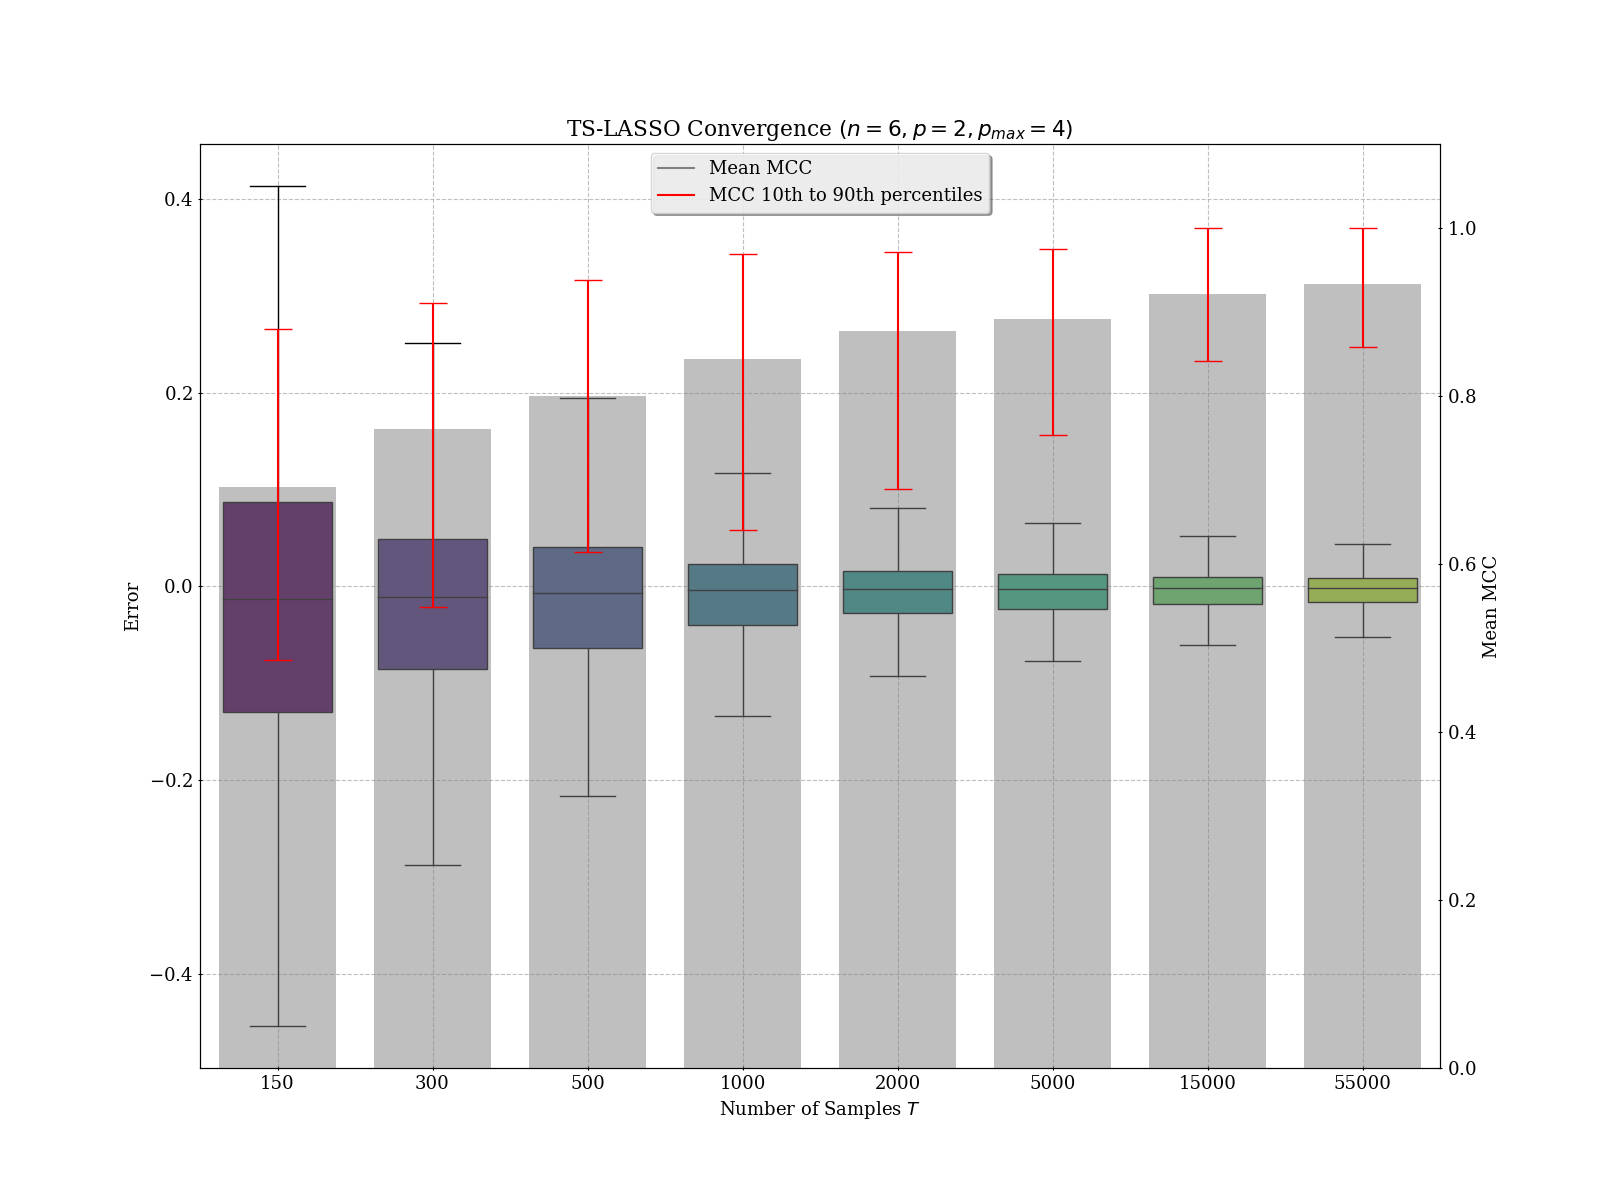 TS-LASSO Convergence (n = 6, p = 2, p_max = 4)
Mean MCC
MCC 10th to 90th percentiles
0.4
0.2
0.0
−0.2
−0.4
Error
1.0
0.8
0.6
0.4
0.2
0.0
Mean MCC
150 300 500 1000 2000 5000 15000 55000
Number of Samples T